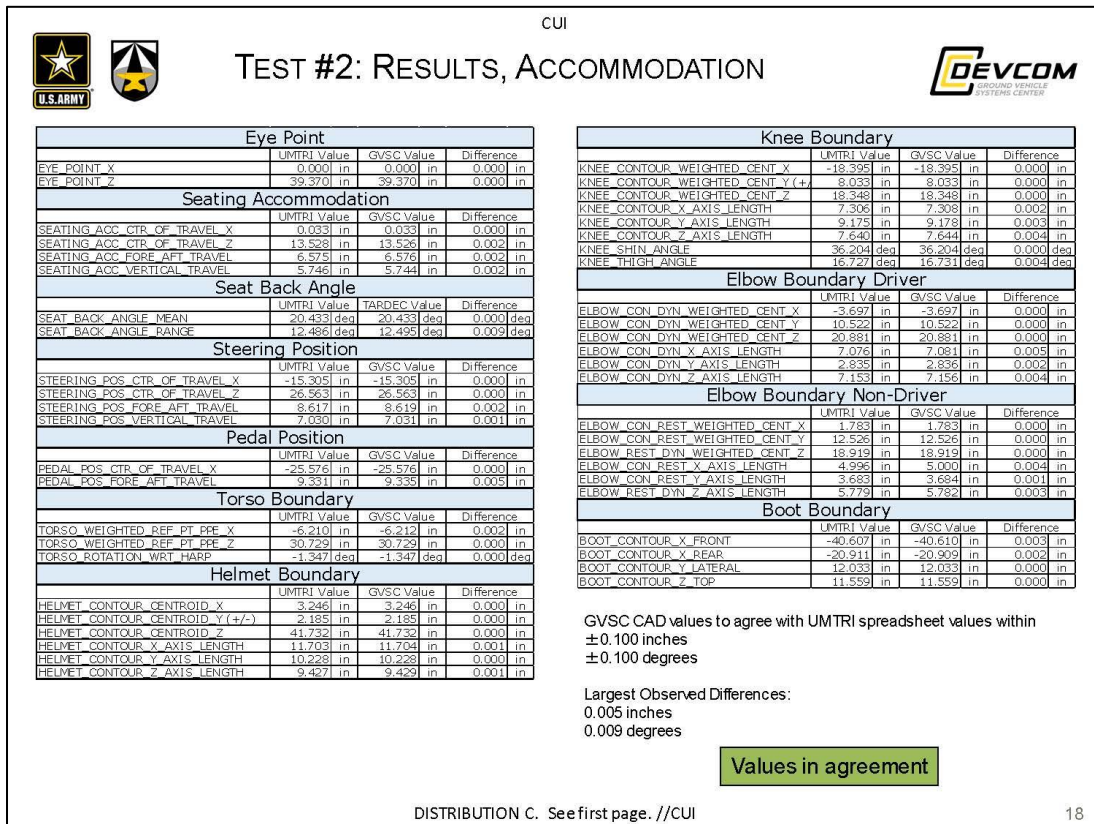 CUI
U.S.ARMY
TEST #2: RESULTS, ACCOMMODATION
DEVCOM
GROUND VEHICLE
SYSTEMS CENTER
Eye Point
UMTRI Value GVSC Value Difference
EYE_POINT_X 0.000 in 0.000 in 0.000 in
EYE_POINT_Z 39.370 in 39.370 in 0.000 in
Seating Accommodation
UMTRI Value GVSC Value Difference
SEATING_ACC_CTR_OF_TRAVEL_X 0.033 in 0.033 in 0.000 in
SEATING_ACC_CTR_OF_TRAVEL_Z 13.528 in 13.526 in 0.002 in
SEATING_ACC_FORE_AFT_TRAVEL 6.575 in 6.576 in 0.002 in
SEATING_ACC_VERTICAL_TRAVEL 5.746 in 5.744 in 0.002 in
Seat Back Angle
UMTRI Value TARDEC Value Difference
SEAT_BACK_ANGLE_MEAN 20.433 deg 20.433 deg 0.000 deg
SEAT_BACK_ANGLE_RANGE 12.486 deg 12.495 deg 0.009 deg
Steering Position
UMTRI Value GVSC Value Difference
STEERING_POS_CTR_OF_TRAVEL_X -15.305 in -15.305 in 0.000 in
STEERING_POS_CTR_OF_TRAVEL_Z 26.563 in 26.563 in 0.000 in
STEERING_POS_FORE_AFT_TRAVEL 8.617 in 8.619 in 0.002 in
STEERING_POS_VERTICAL_TRAVEL 7.030 in 7.031 in 0.001 in
Pedal Position
UMTRI Value GVSC Value Difference
PEDAL_POS_CTR_OF_TRAVEL_X -25.576 in -25.576 in 0.000 in
PEDAL_POS_FORE_AFT_TRAVEL 9.331 in 9.335 in 0.005 in
Torso Boundary
UMTRI Value GVSC Value Difference
TORSO_WEIGHTED_REF_PT_PPE_X -6.210 in -6.212 in 0.002 in
TORSO_WEIGHTED_REF_PT_PPE_Z 30.729 in 30.729 in 0.000 in
TORSO_ROTATION_WRT_HARP -1.347 deg -1.347 deg 0.000 deg
Helmet Boundary
UMTRI Value GVSC Value Difference
HELMET_CONTOUR_CENTROID_X 3.246 in 3.246 in 0.000 in
HELMET_CONTOUR_CENTROID_Y(+/-) 2.185 in 2.185 in 0.000 in
HELMET_CONTOUR_CENTROID_Z 41.732 in 41.732 in 0.000 in
HELMET_CONTOUR_X_AXIS_LENGTH 11.703 in 11.704 in 0.001 in
HELMET_CONTOUR_Y_AXIS_LENGTH 10.228 in 10.228 in 0.000 in
HELMET_CONTOUR_Z_AXIS_LENGTH 9.427 in 9.429 in 0.001 in
Knee Boundary
UMTRI Value GVSC Value Difference
KNEE_CONTOUR_WEIGHTED_CENT_X -18.395 in -18.395 in 0.000 in
KNEE_CONTOUR_WEIGHTED_CENT_Y(+/ 8.033 in 8.033 in 0.000 in
KNEE_CONTOUR_WEIGHTED_CENT_Z 18.348 in 18.348 in 0.000 in
KNEE_CONTOUR_X_AXIS_LENGTH 7.306 in 7.308 in 0.002 in
KNEE_CONTOUR_Y_AXIS_LENGTH 9.175 in 9.178 in 0.003 in
KNEE_CONTOUR_Z_AXIS_LENGTH 7.640 in 7.644 in 0.004 in
KNEE_SHIN_ANGLE 36.204 deg 36.204 deg 0.000 deg
KNEE_THIGH_ANGLE 16.727 deg 16.731 deg 0.004 deg
Elbow Boundary Driver
UMTRI Value GVSC Value Difference
ELBOW_CON_DYN_WEIGHTED_CENT_X -3.697 in -3.697 in 0.000 in
ELBOW_CON_DYN_WEIGHTED_CENT_Y 10.522 in 10.522 in 0.000 in
ELBOW_CON_DYN_WEIGHTED_CENT_Z 20.881 in 20.881 in 0.000 in
ELBOW_CON_DYN_X_AXIS_LENGTH 7.076 in 7.081 in 0.005 in
ELBOW_CON_DYN_Y_AXIS_LENGTH 2.835 in 2.836 in 0.002 in
ELBOW_CON_DYN_Z_AXIS_LENGTH 7.153 in 7.156 in 0.004 in
Elbow Boundary Non-Driver
UMTRI Value GVSC Value Difference
ELBOW_CON_REST_WEIGHTED_CENT_X 1.783 in 1.783 in 0.000 in
ELBOW_CON_REST_WEIGHTED_CENT_Y 12.526 in 12.526 in 0.000 in
ELBOW_REST_DYN_WEIGHTED_CENT_Z 18.919 in 18.919 in 0.000 in
ELBOW_CON_REST_X_AXIS_LENGTH 4.996 in 5.000 in 0.004 in
ELBOW_CON_REST_Y_AXIS_LENGTH 3.683 in 3.684 in 0.001 in
ELBOW_REST_DYN_Z_AXIS_LENGTH 5.779 in 5.782 in 0.003 in
Boot Boundary
UMTRI Value GVSC Value Difference
BOOT_CONTOUR_X_FRONT -40.607 in -40.610 in 0.003 in
BOOT_CONTOUR_X_REAR -20.911 in -20.909 in 0.002 in
BOOT_CONTOUR_Y_LATERAL 12.033 in 12.033 in 0.000 in
BOOT_CONTOUR_Z_TOP 11.559 in 11.559 in 0.000 in
GVSC CAD values to agree with UMTRI spreadsheet values within
±0.100 inches
±0.100 degrees
Largest Observed Differences:
0.005 inches
0.009 degrees
Values in agreement
DISTRIBUTION C. See first page. //CUI
18